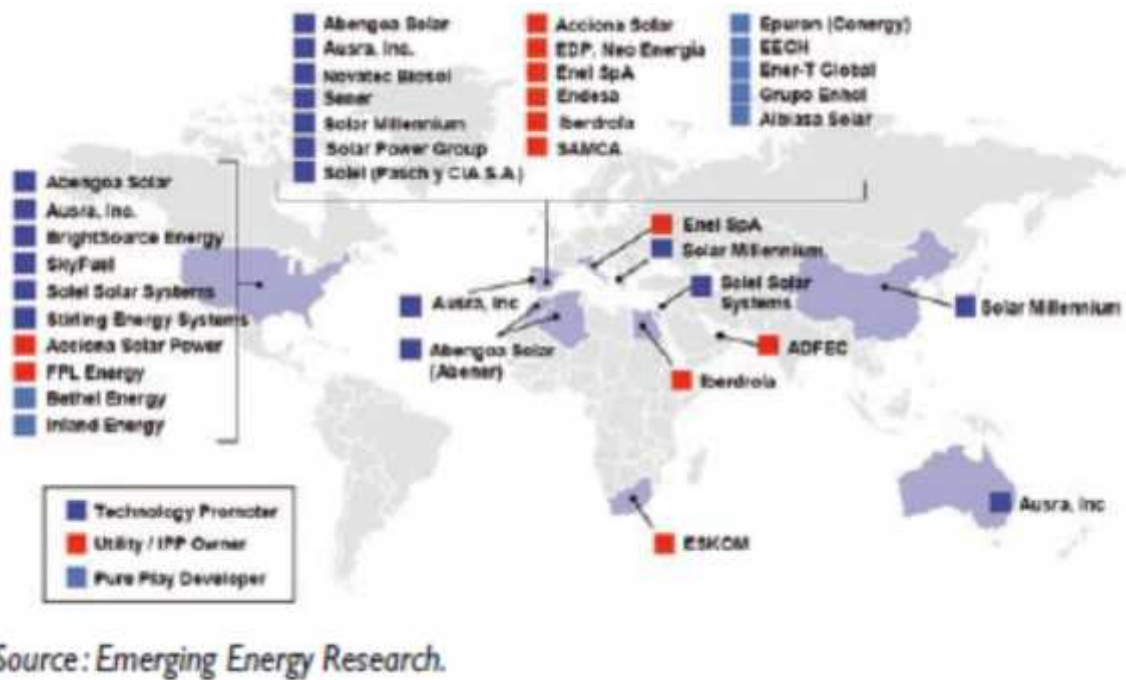 Abengoa Solar
Ausra, Inc.
Novatec Biosol
Sener
Solar Millennium
Solar Power Group
Solel (Pasch y CIA.S.A.)
Acciona Solar
EDP, Neo Energia
Enel SpA
Endesa
Iberdrola
SAMCA
Epuron (Conergy)
EECH
Ener-T Global
Grupo Enhol
Albiasa Solar
Abengoa Solar
Ausra, Inc.
BrightSource Energy
SkyFuel
Solel Solar Systems
Stirling Energy Systems
Acciona Solar Power
FPL Energy
Bethel Energy
Inland Energy
Enel SpA
Solar Millennium
Solel Solar
Systems
Ausra, Inc
Abengoa Solar
(Abener)
Iberdrola
ADFEC
Solar Millennium
ESKOM
Ausra, Inc
Technology Promoter
Utility / IPP Owner
Pure Play Developer
Source: Emerging Energy Research.